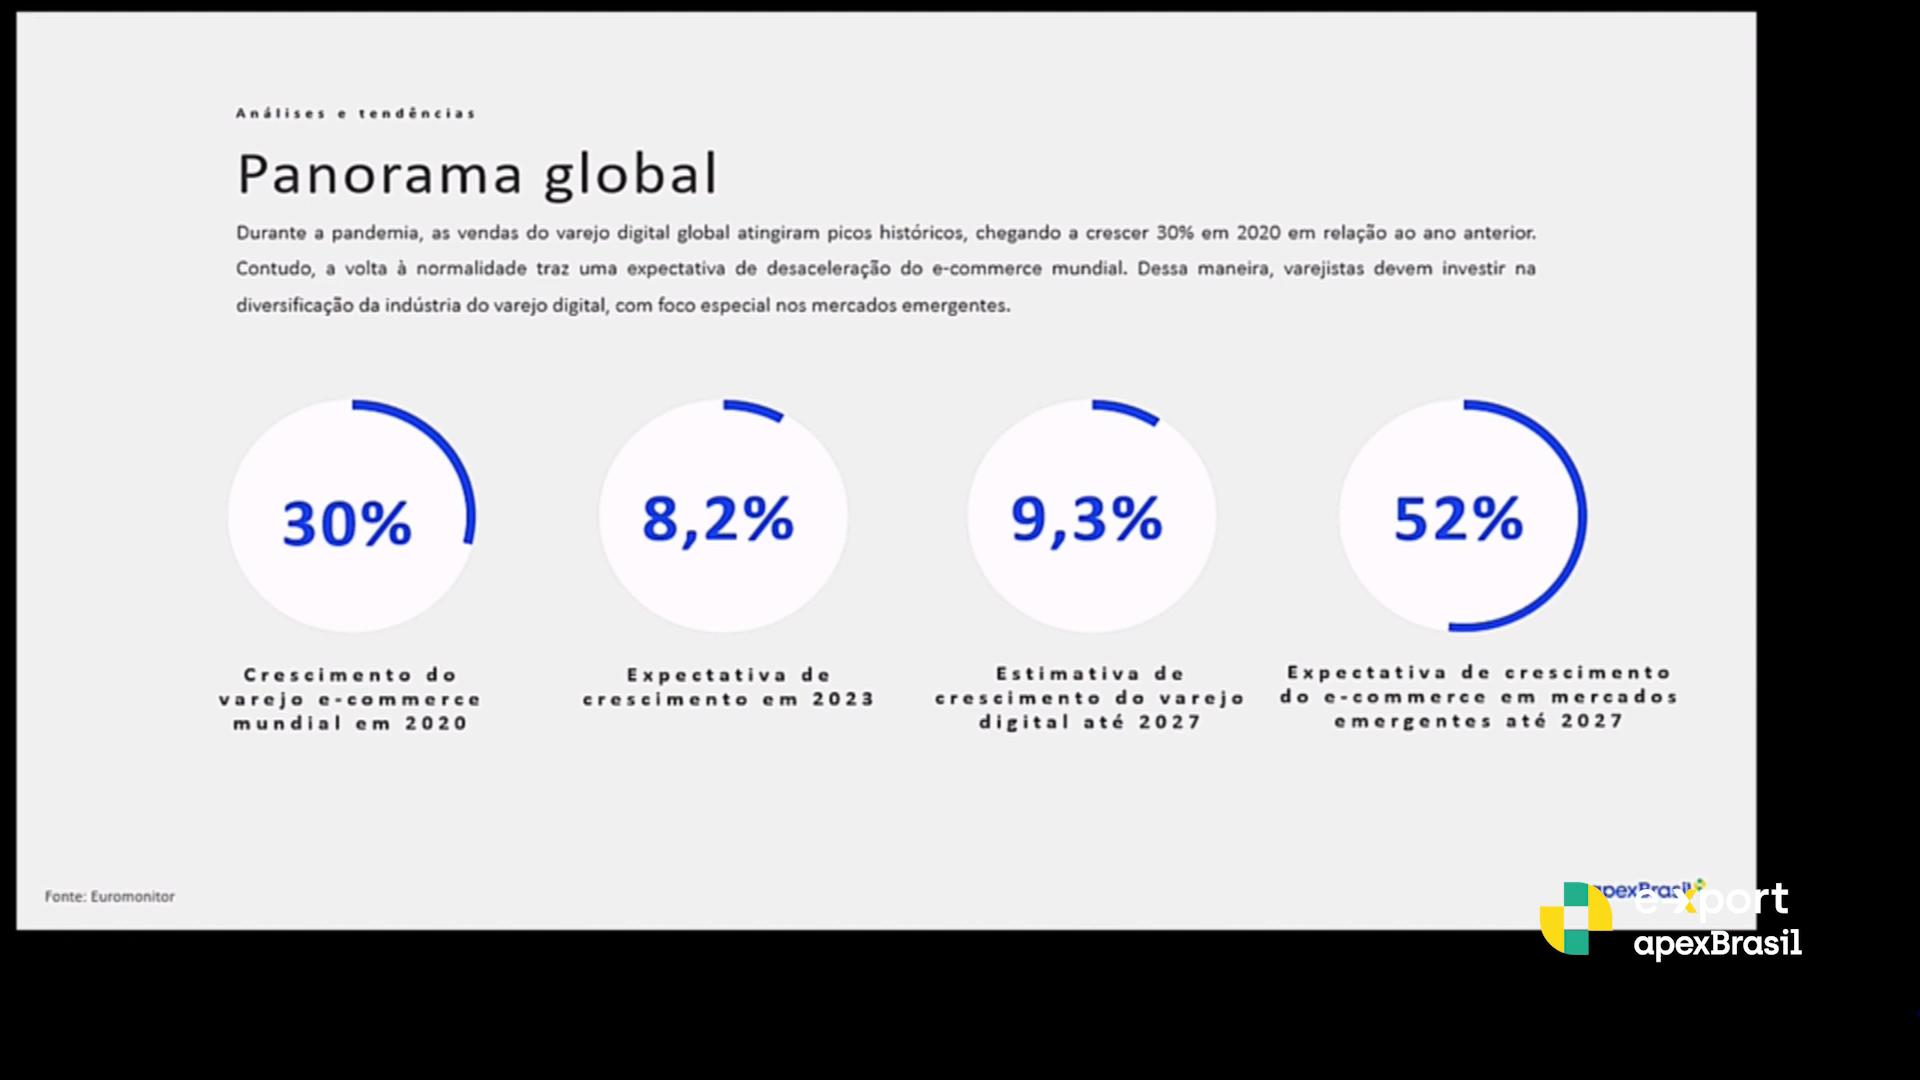 Análises e tendências
Panorama global
Durante a pandemia, as vendas do varejo digital global atingiram picos históricos, chegando a crescer 30% em 2020 em relação ao ano anterior.
Contudo, a volta à normalidade traz uma expectativa de desaceleração do e-commerce mundial. Dessa maneira, varejistas devem investir na
diversificação da indústria do varejo digital, com foco especial nos mercados emergentes.
30%
Crescimento do
varejo e-commerce
mundial em 2020
8,2%
Expectativa de
crescimento em 2023
9,3%
Estimativa de
crescimento do varejo
digital até 2027
52%
Expectativa de crescimento
do e-commerce em mercados
emergentes até 2027
Fonte: Euromonitor
apexBrasil
e-xport
apexBrasil